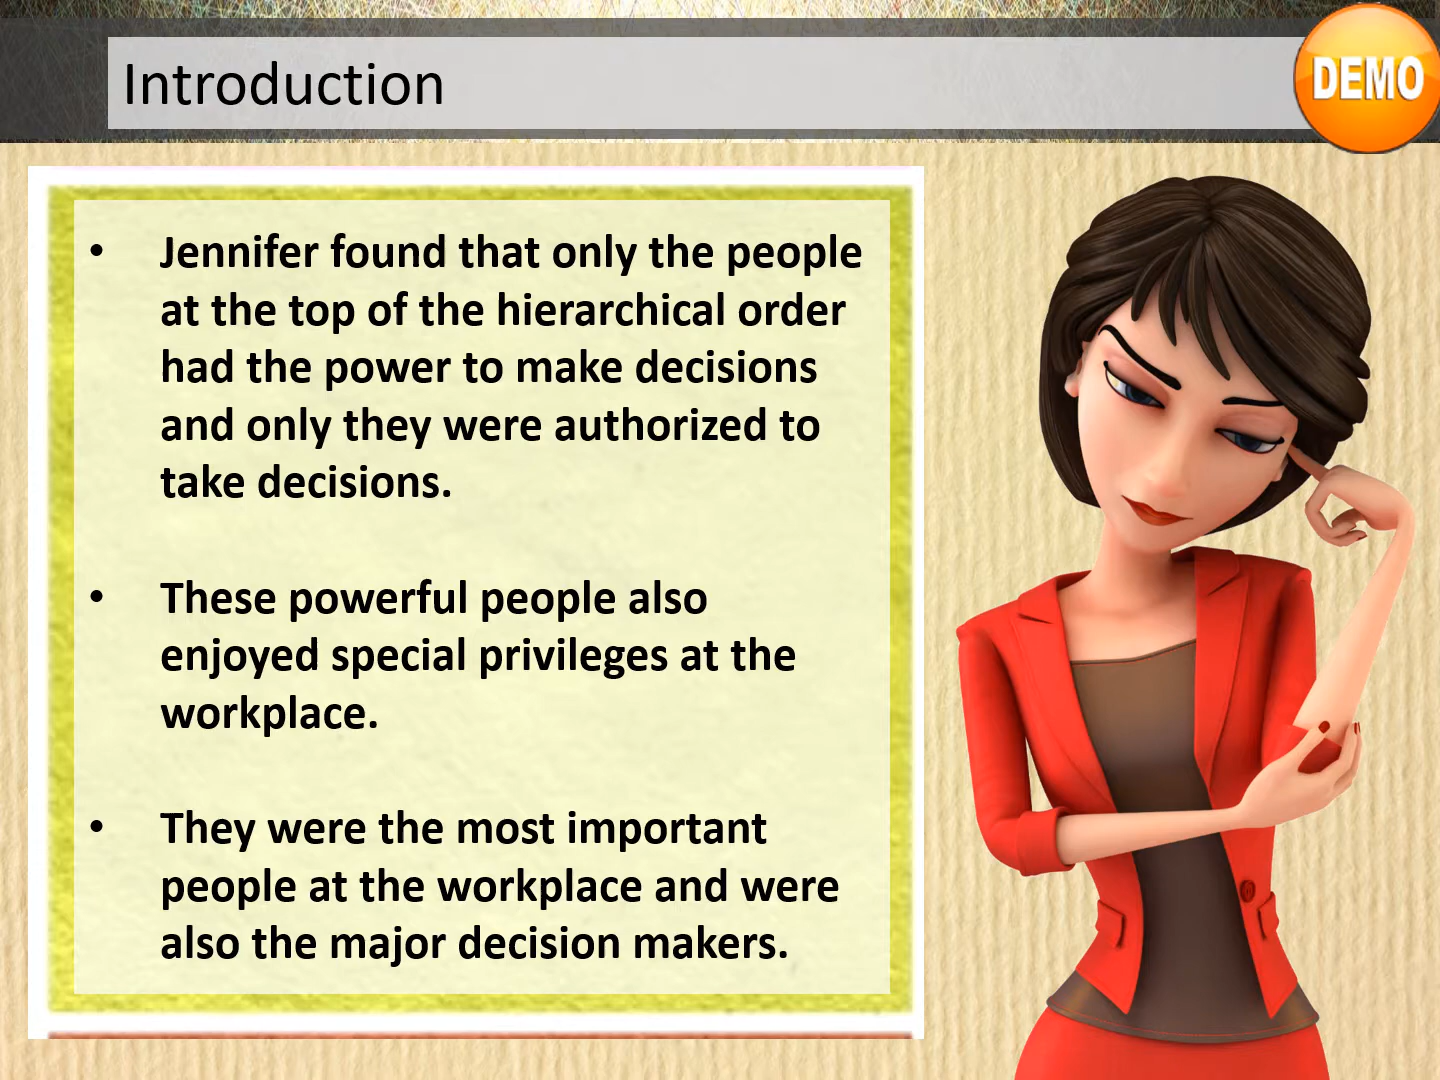 Introduction
DEMO
• Jennifer found that only the people
at the top of the hierarchical order
had the power to make decisions
and only they were authorized to
take decisions.
• These powerful people also
enjoyed special privileges at the
workplace.
• They were the most important
people at the workplace and were
also the major decision makers.